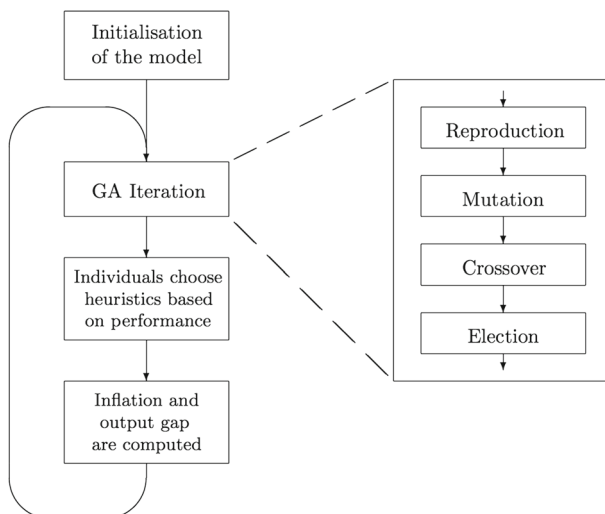 Initialisation
of the model
GA Iteration
Individuals choose
heuristics based
on performance
Inflation and
output gap
are computed
Reproduction
Mutation
Crossover
Election